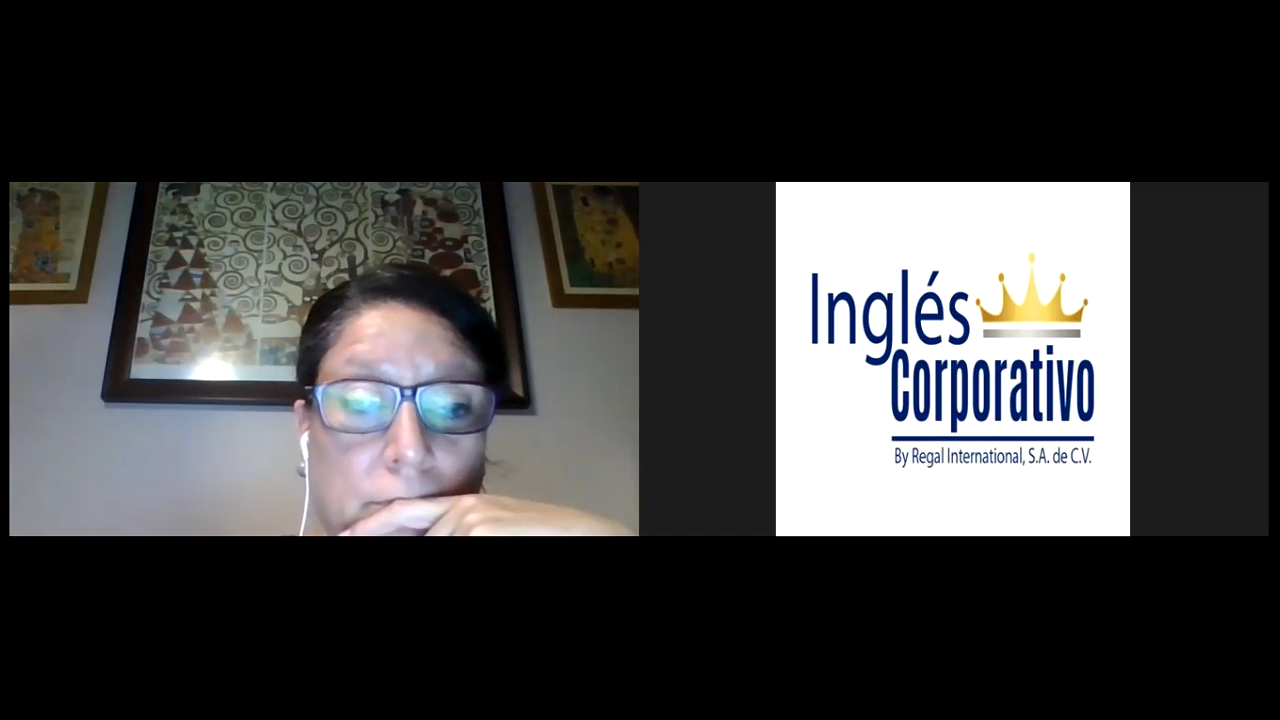 Inglés
Corporativo
By Regal International, S.A. de C.V.